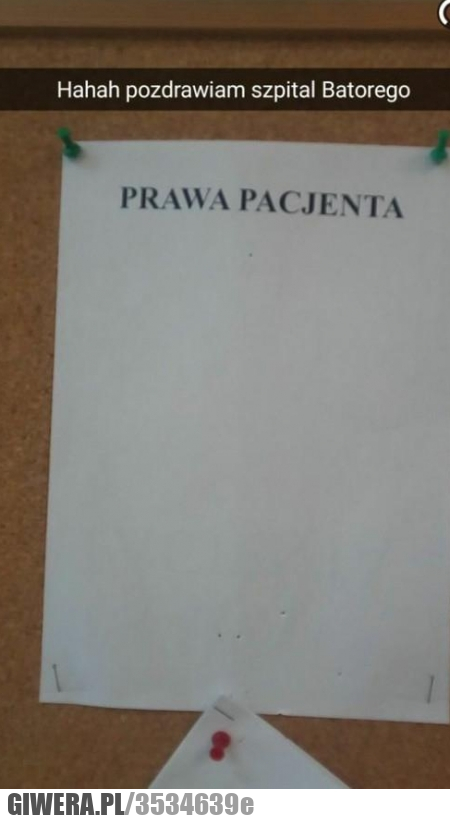 Hahah pozdrawiam szpital Batorego
PRAWA PACJENTA
GIWERA.PL/3534639e